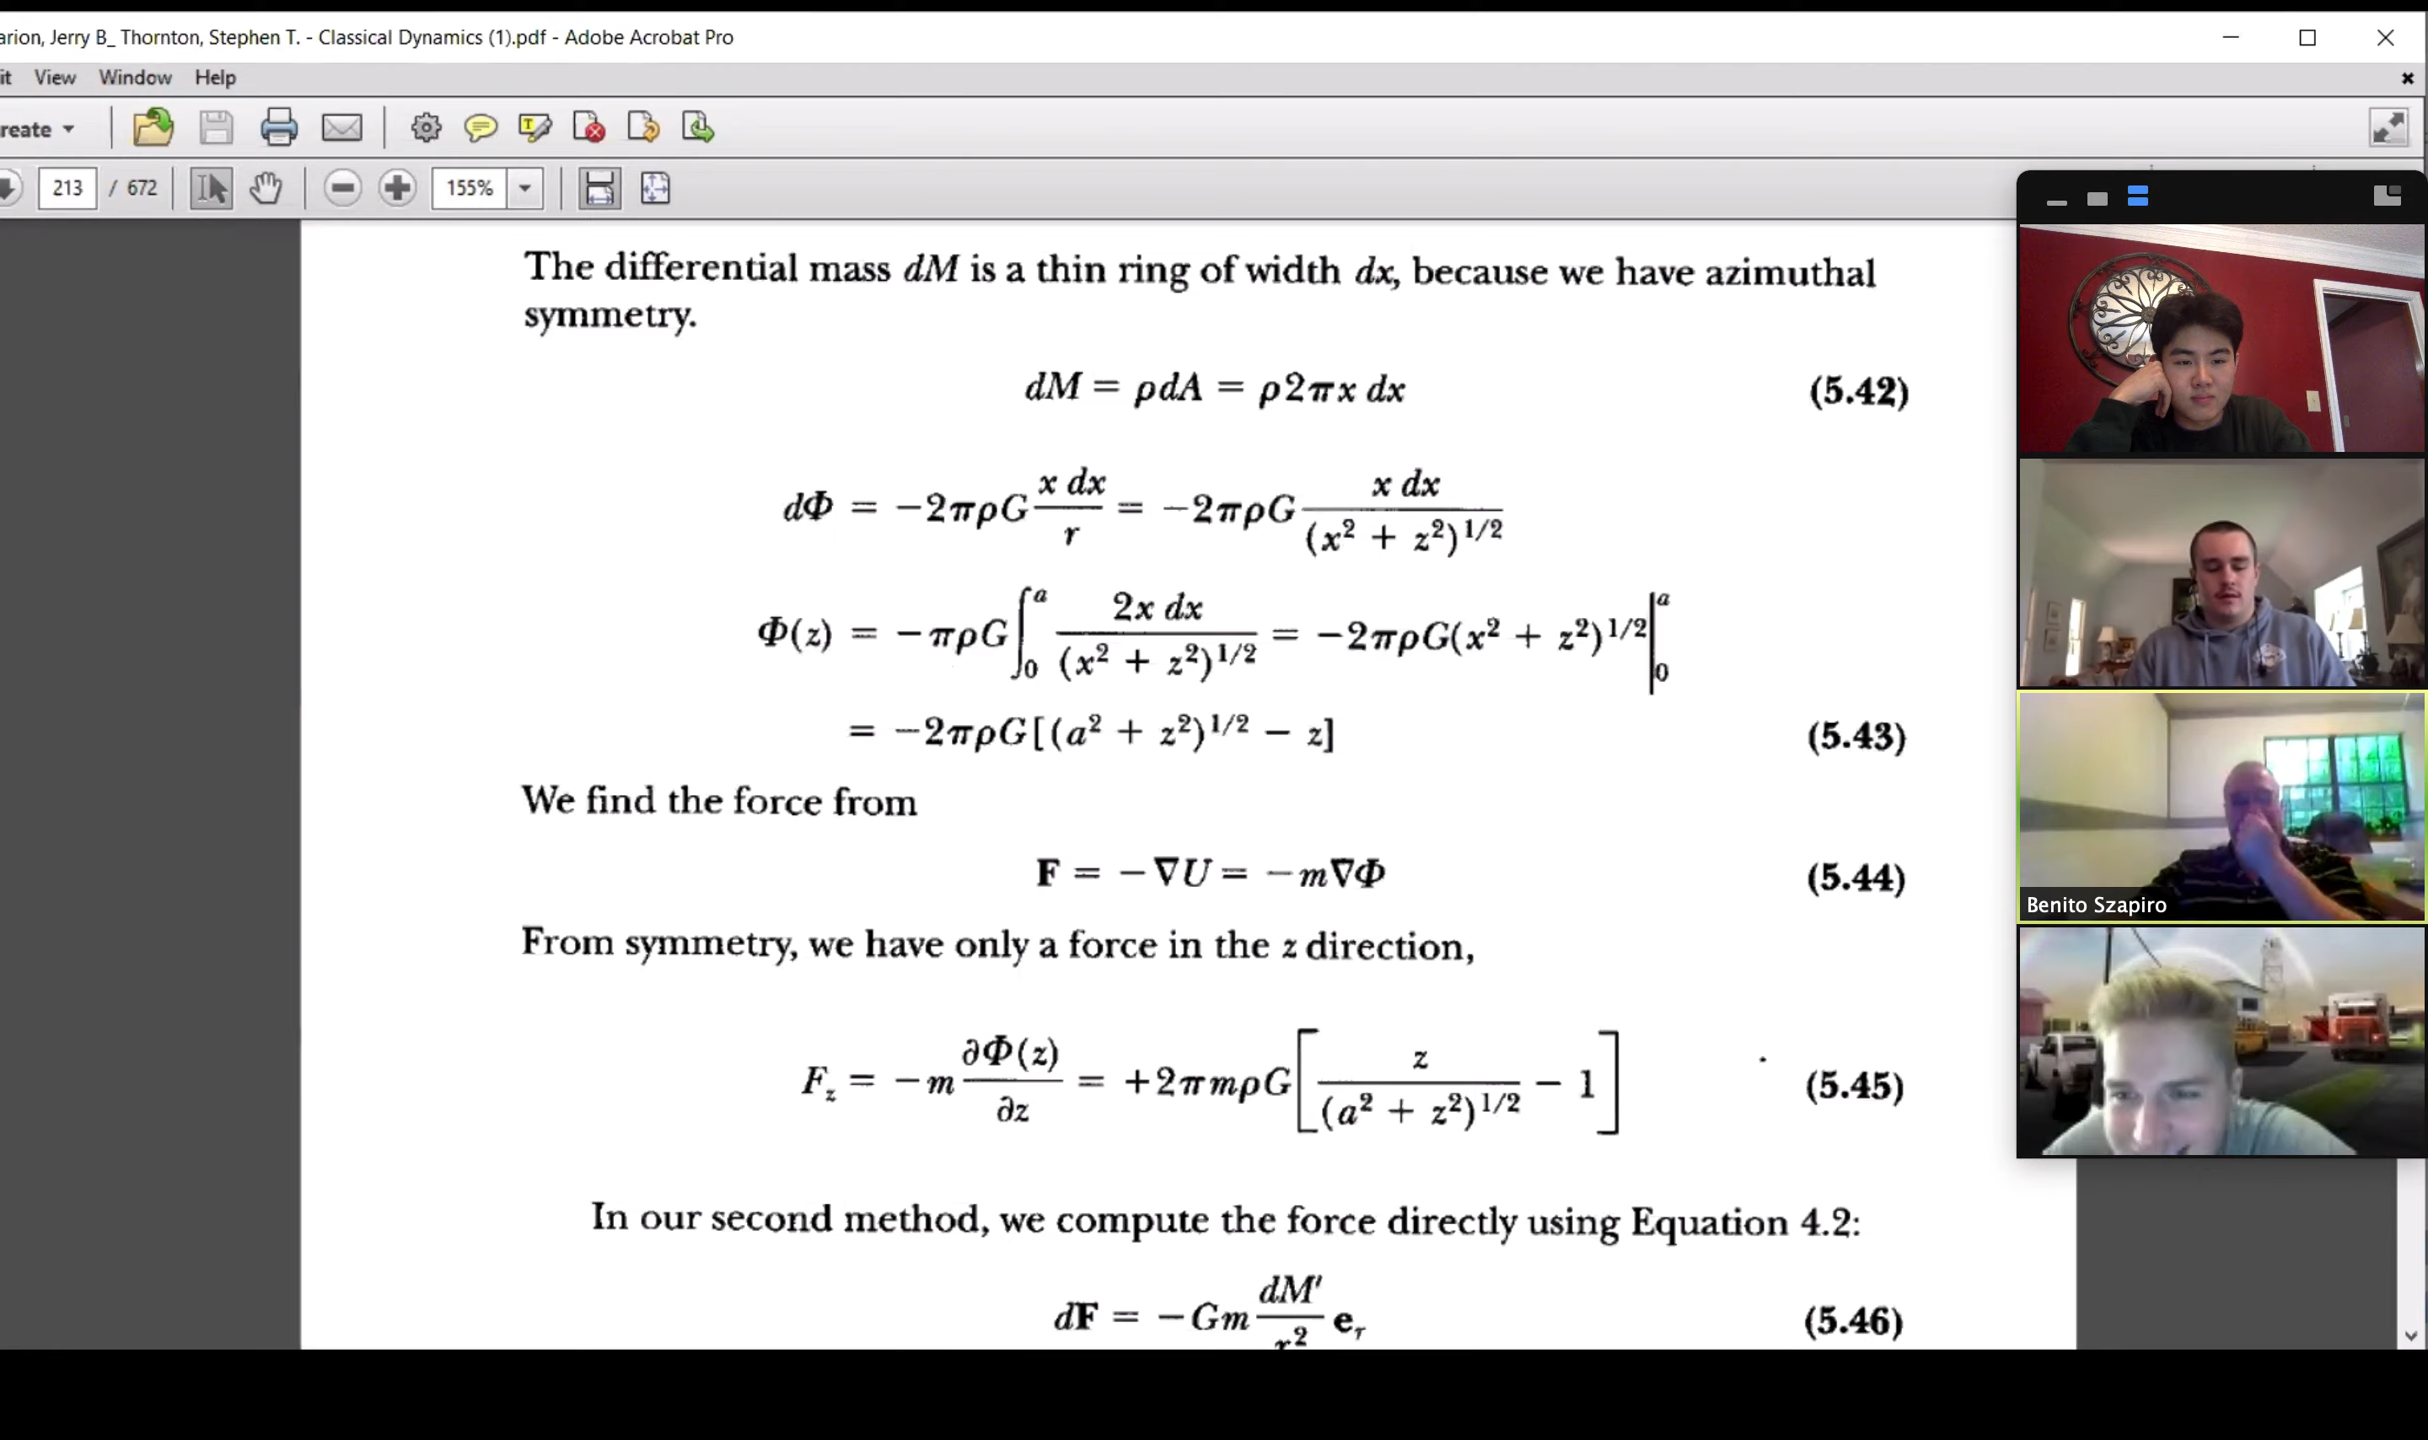 arion, Jerry B_ Thornton, Stephen T. - Classical Dynamics (1).pdf - Adobe Acrobat Pro
it View Window Help
reate
213 / 672 155%
The differential mass dM is a thin ring of width dx, because we have azimuthal
symmetry.
dM = ρdA = ρ2πx dx (5.42)
dΦ = −2πρG x dx / r = −2πρG x dx / (x² + z²)^1/2
Φ(z) = −πρG ∫₀ᵃ 2x dx / (x² + z²)^1/2 = −2πρG(x² + z²)^1/2 |₀ᵃ
= −2πρG[(a² + z²)^1/2 − z] (5.43)
We find the force from
F = −∇U = −m∇Φ (5.44)
From symmetry, we have only a force in the z direction,
F_z = −m ∂Φ(z) / ∂z = +2πmρG[z / (a² + z²)^1/2 − 1] (5.45)
In our second method, we compute the force directly using Equation 4.2:
dF = −Gm dM′ / r² e_r (5.46)
Benito Szapiro